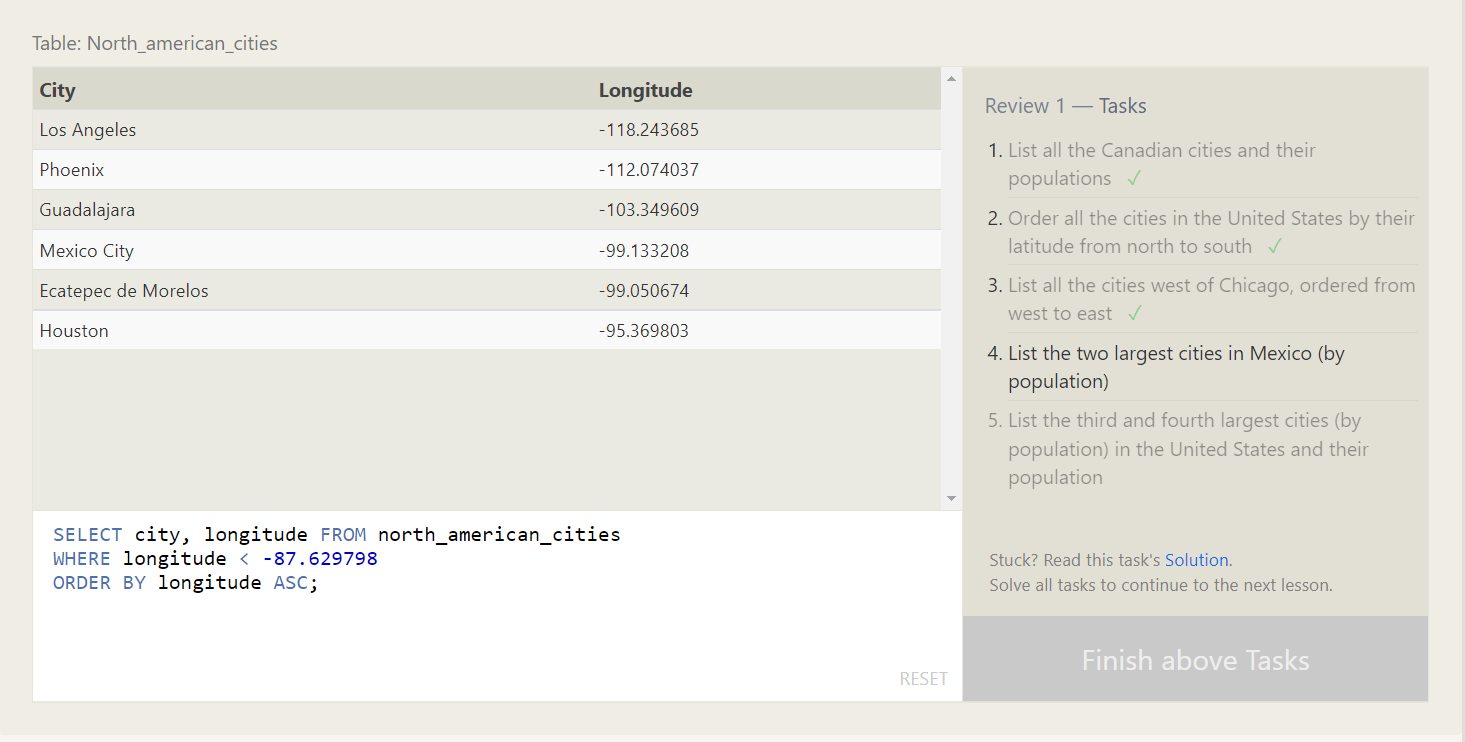 Table: North_american_cities
City Longitude
Los Angeles -118.243685
Phoenix -112.074037
Guadalajara -103.349609
Mexico City -99.133208
Ecatepec de Morelos -99.050674
Houston -95.369803
SELECT city, longitude FROM north_american_cities
WHERE longitude < -87.629798
ORDER BY longitude ASC;
RESET
Review 1 — Tasks
1. List all the Canadian cities and their
populations ✓
2. Order all the cities in the United States by their
latitude from north to south ✓
3. List all the cities west of Chicago, ordered from
west to east ✓
4. List the two largest cities in Mexico (by
population)
5. List the third and fourth largest cities (by
population) in the United States and their
population
Stuck? Read this task's Solution.
Solve all tasks to continue to the next lesson.
Finish above Tasks